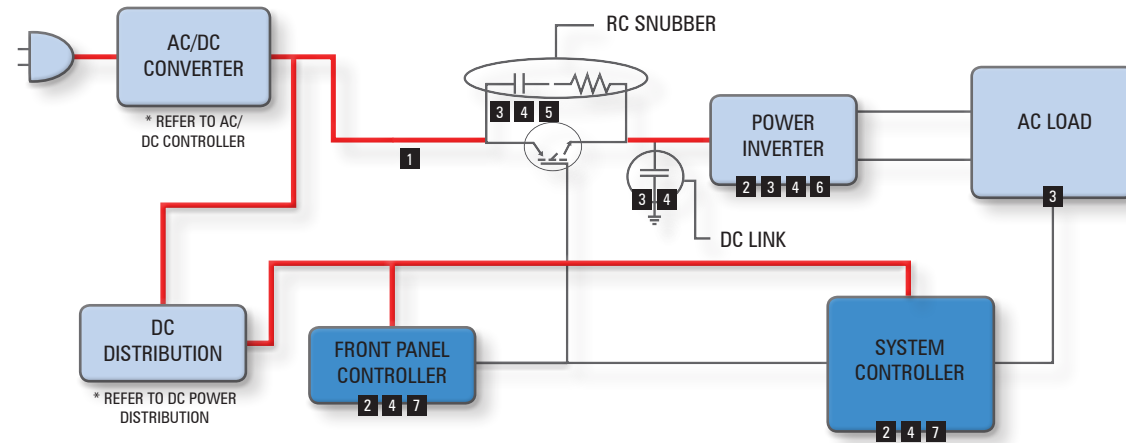 RC SNUBBER
AC/DC
CONVERTER
* REFER TO AC/
DC CONTROLLER
3 4 5
1
POWER
INVERTER
2 3 4 6
AC LOAD
3
3 4
DC LINK
DC
DISTRIBUTION
* REFER TO DC POWER
DISTRIBUTION
FRONT PANEL
CONTROLLER
2 4 7
SYSTEM
CONTROLLER
2 4 7